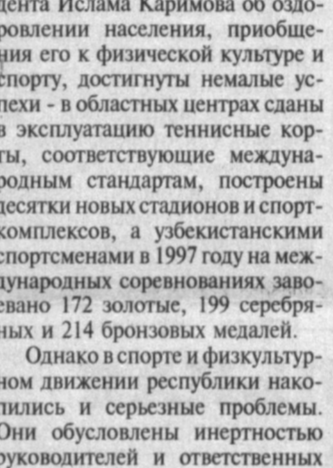 дента Ислама Каримова об оздо-
ровлении населения, приобще-
ния его к физической культуре и
спорту, достигнуты немалые ус-
пехи - в областных центрах сданы
в эксплуатацию теннисные кор-
ты, соответствующие междуна-
родным стандартам, построены
десятки новых стадионов и спорт-
комплексов, а узбекистанскими
спортсменами в 1997 году на меж-
дународных соревнованиях заво-
евано 172 золотые, 199 серебря-
ных и 214 бронзовых медалей.
Однако в спорте и физкультур-
ном движении республики нако-
пились и серьезные проблемы.
Они обусловлены инертностью
руководителей и ответственных